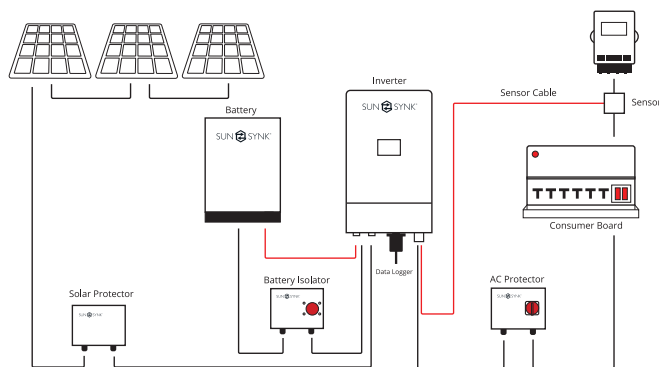 Inverter
Sensor Cable
Battery
Sensor
SUN SYNK
SUN SYNK
Consumer Board
Data Logger
Battery Isolator
AC Protector
Solar Protector
SUN SYNK
SUN SYNK
SUN SYNK